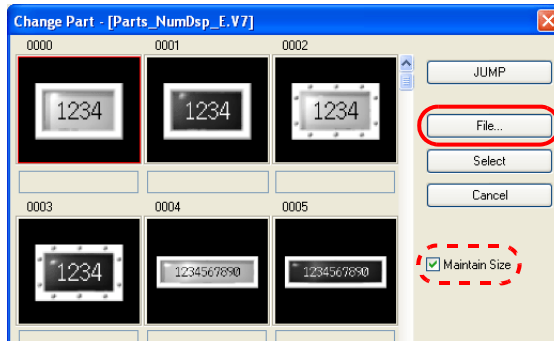 Change Part - [Parts_NumDsp_E.V7]
0000 0001 0002
1234 1234 1234
JUMP
File...
Select
Cancel
0003 0004 0005
1234 1234567890 1234567890
Maintain Size